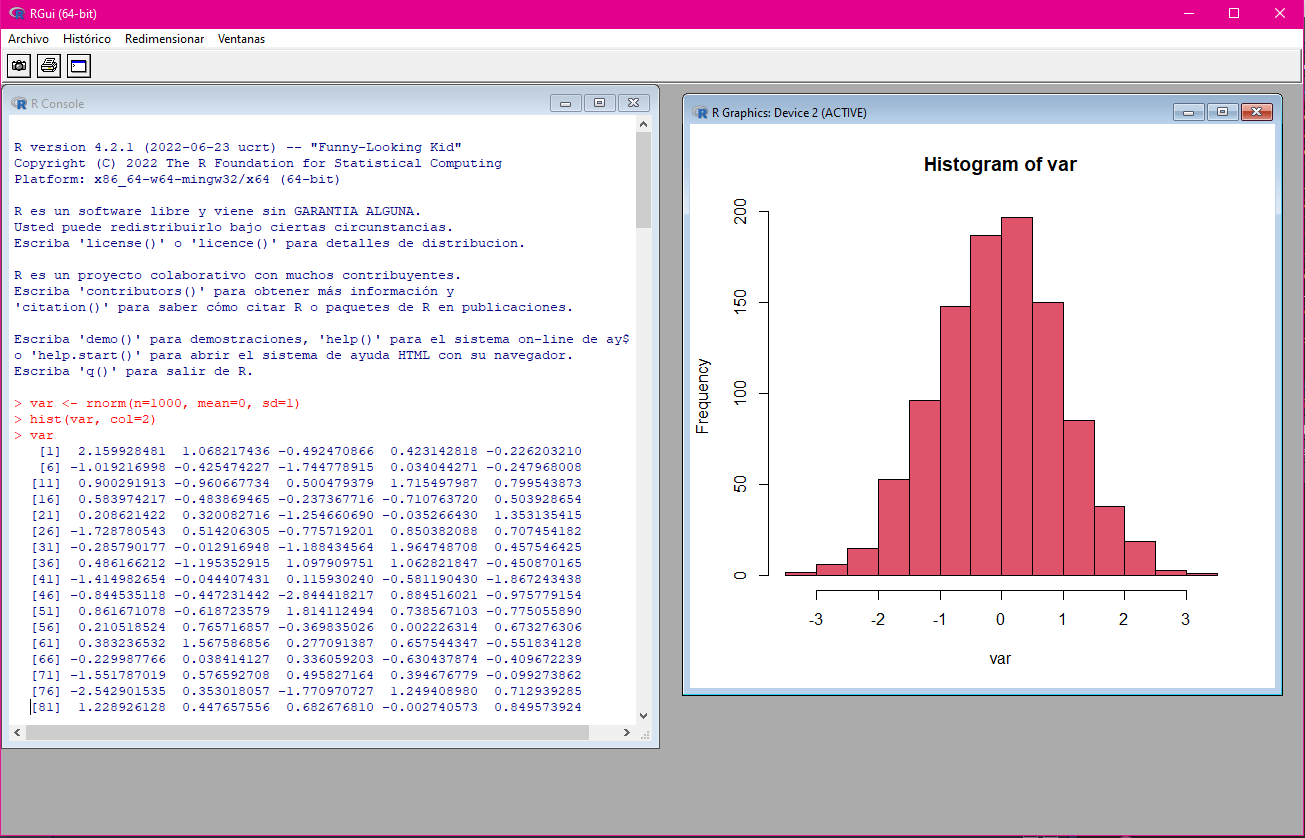 RGui (64-bit)
Archivo Histórico Redimensionar Ventanas
R Console
R version 4.2.1 (2022-06-23 ucrt) -- "Funny-Looking Kid"
Copyright (C) 2022 The R Foundation for Statistical Computing
Platform: x86_64-w64-mingw32/x64 (64-bit)
R es un software libre y viene sin GARANTIA ALGUNA.
Usted puede redistribuirlo bajo ciertas circunstancias.
Escriba 'license()' o 'licence()' para detalles de distribucion.
R es un proyecto colaborativo con muchos contribuyentes.
Escriba 'contributors()' para obtener más información y
'citation()' para saber cómo citar R o paquetes de R en publicaciones.
Escriba 'demo()' para demostraciones, 'help()' para el sistema on-line de ay$
o 'help.start()' para abrir el sistema de ayuda HTML con su navegador.
Escriba 'q()' para salir de R.
> var <- rnorm(n=1000, mean=0, sd=1)
> hist(var, col=2)
> var
[1] 2.159928481 1.068217436 -0.492470866 0.423142818 -0.226203210
[6] -1.019216998 -0.425474227 -1.744778915 0.034044271 -0.247968008
[11] 0.900291913 -0.960667734 0.500479379 1.715497987 0.799543873
[16] 0.583974217 -0.483869465 -0.237367716 -0.710763720 0.503928654
[21] 0.208621422 0.320082716 -1.254660690 -0.035266430 1.353135415
[26] -1.728780543 0.514206305 -0.775719201 0.850382088 0.707454182
[31] -0.285790177 -0.012916948 -1.188434564 1.964748708 0.457546425
[36] 0.486166212 -1.195352915 1.097909751 1.062821847 -0.450870165
[41] -1.414982654 -0.044407431 0.115930240 -0.581190430 -1.867243438
[46] -0.844535118 -0.447231442 -2.844418217 0.884516021 -0.975779154
[51] 0.861671078 -0.618723579 1.814112494 0.738567103 -0.775055890
[56] 0.210518524 0.765716857 -0.369835026 0.002226314 0.673276306
[61] 0.383236532 1.567586856 0.277091387 0.657544347 -0.551834128
[66] -0.229987766 0.038414127 0.336059203 -0.630437874 -0.409672239
[71] -1.551787019 0.576592708 0.495827164 0.394676779 -0.099273862
[76] -2.542901535 0.353018057 -1.770970727 1.249408980 0.712939285
[81] 1.228926128 0.447657556 0.682676810 -0.002740573 0.849573924
R Graphics: Device 2 (ACTIVE)
Histogram of var
Frequency
200
150
100
50
0
-3 -2 -1 0 1 2 3
var